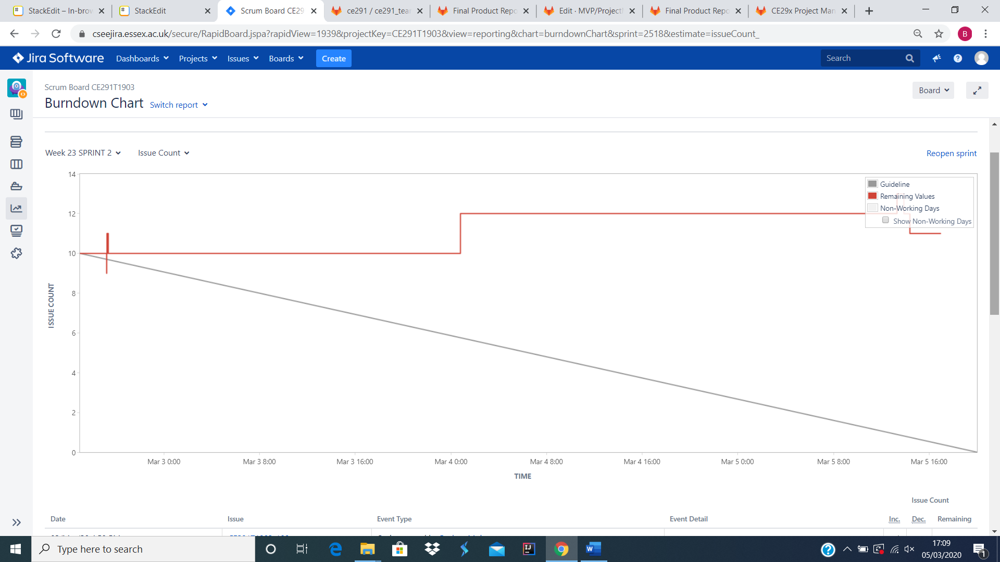 StackEdit – In-brow
StackEdit
Scrum Board CE29
ce291 / ce291_tea
Final Product Repo
Edit · MVP/Project
Final Product Repo
CE29x Project Man
cseejira.essex.ac.uk/secure/RapidBoard.jspa?rapidView=1939&projectKey=CE291T1903&view=reporting&chart=burndownChart&sprint=2518&estimate=issueCount_
B
Jira Software
Dashboards
Projects
Issues
Boards
Create
Search
Scrum Board CE291T1903
Burndown Chart
Switch report
Board
Week 23 SPRINT 2
Issue Count
Reopen sprint
Guideline
Remaining Values
Non-Working Days
Show Non-Working Days
14
12
10
8
6
4
2
0
ISSUE COUNT
Mar 3 0:00
Mar 3 8:00
Mar 3 16:00
Mar 4 0:00
Mar 4 8:00
Mar 4 16:00
Mar 5 0:00
Mar 5 8:00
Mar 5 16:00
TIME
Issue Count
Date
Issue
Event Type
Event Detail
Inc.
Dec.
Remaining
Type here to search
17:09
05/03/2020
1